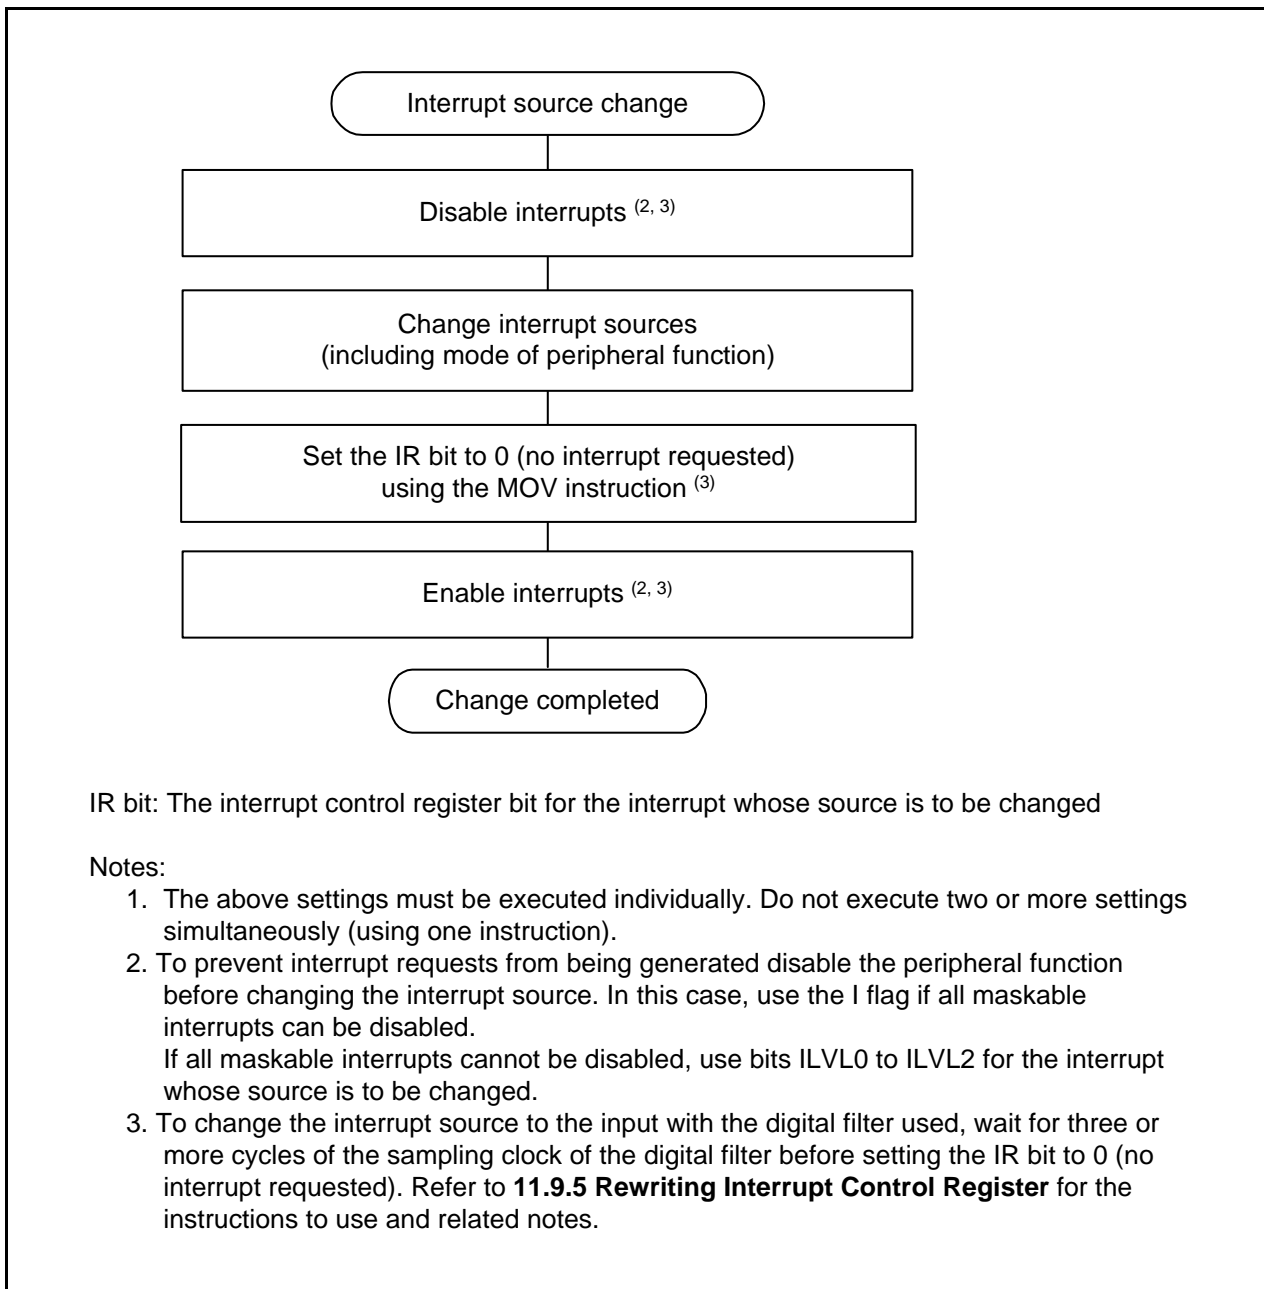 Interrupt source change
Disable interrupts (2, 3)
Change interrupt sources
(including mode of peripheral function)
Set the IR bit to 0 (no interrupt requested)
using the MOV instruction (3)
Enable interrupts (2, 3)
Change completed
IR bit: The interrupt control register bit for the interrupt whose source is to be changed
Notes:
1. The above settings must be executed individually. Do not execute two or more settings
simultaneously (using one instruction).
2. To prevent interrupt requests from being generated disable the peripheral function
before changing the interrupt source. In this case, use the I flag if all maskable
interrupts can be disabled.
If all maskable interrupts cannot be disabled, use bits ILVL0 to ILVL2 for the interrupt
whose source is to be changed.
3. To change the interrupt source to the input with the digital filter used, wait for three or
more cycles of the sampling clock of the digital filter before setting the IR bit to 0 (no
interrupt requested). Refer to 11.9.5 Rewriting Interrupt Control Register for the
instructions to use and related notes.